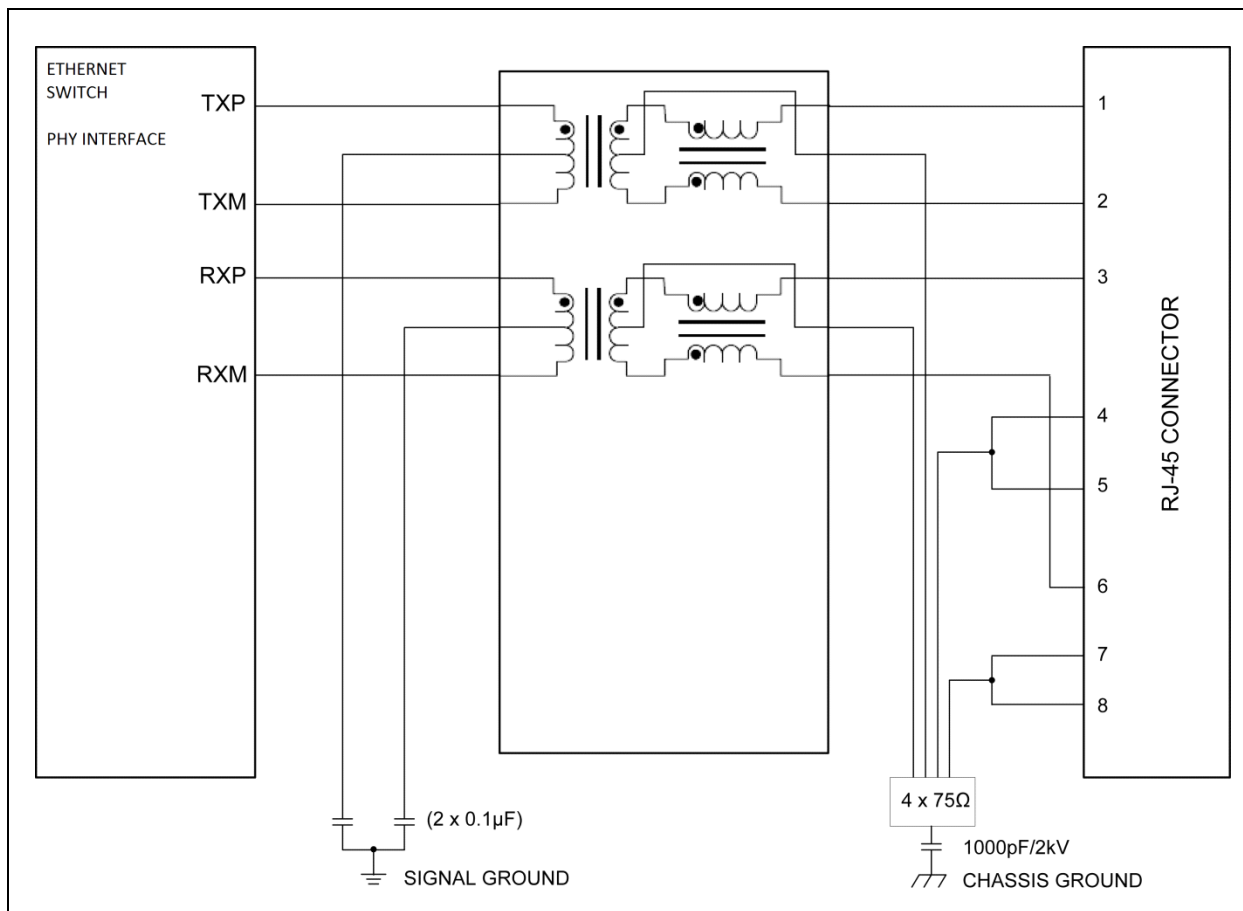 ETHERNET
SWITCH
PHY INTERFACE
TXP
TXM
RXP
RXM
1
2
3
4
5
6
7
8
RJ-45 CONNECTOR
(2 x 0.1µF)
SIGNAL GROUND
4 x 75Ω
1000pF/2kV
CHASSIS GROUND